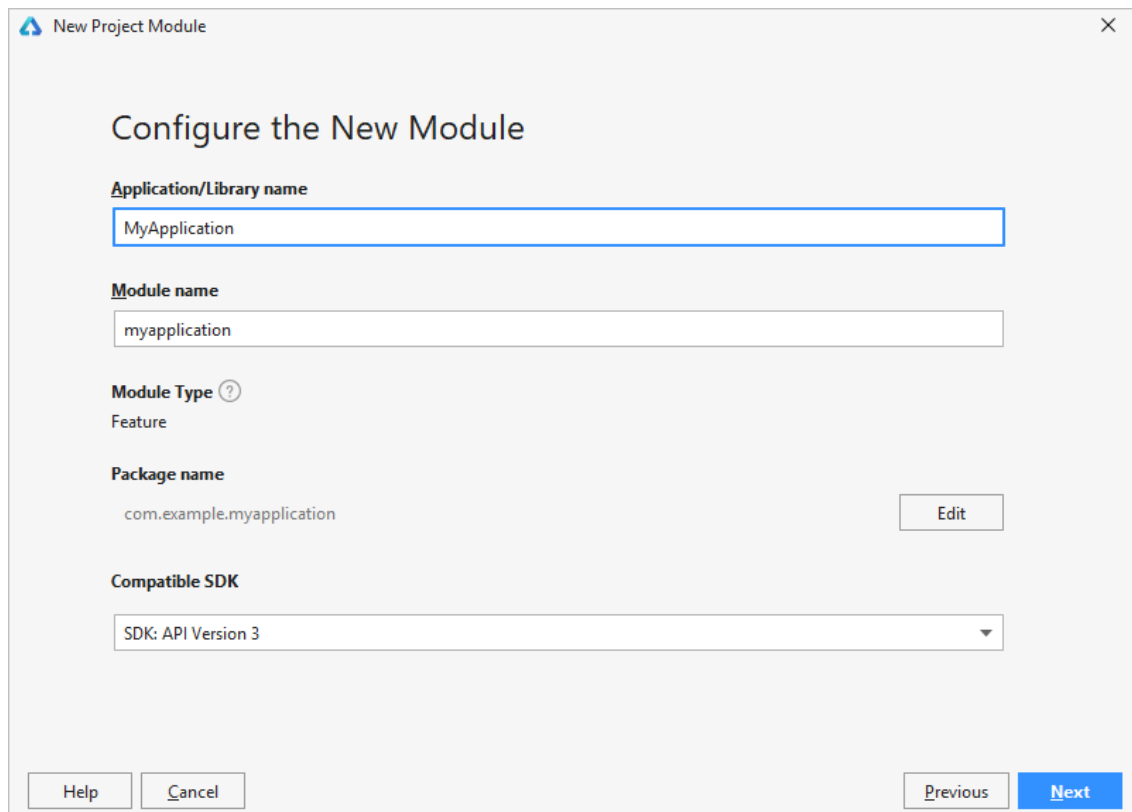 New Project Module
Configure the New Module
Application/Library name
MyApplication
Module name
myapplication
Module Type ?
Feature
Package name
com.example.myapplication
Edit
Compatible SDK
SDK: API Version 3
Help Cancel Previous Next